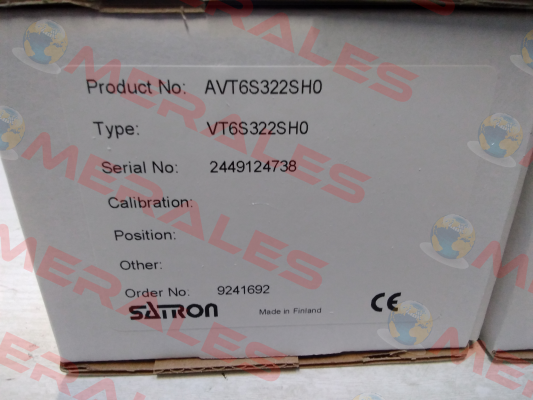 Product No: AVT6S322SH0
Type: VT6S322SH0
Serial No: 2449124738
Calibration:
Position:
Other:
Order No: 9241692
SATRON Made in Finland CE
MERALES